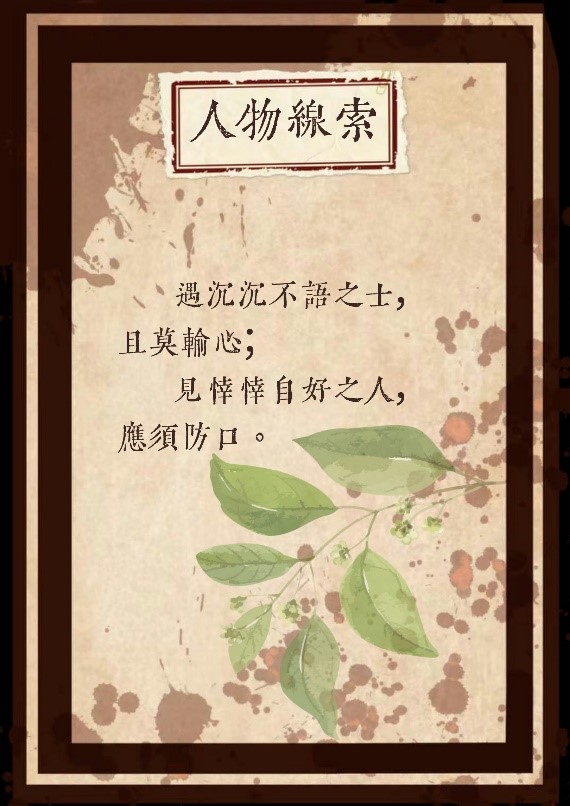 人物線索
遇沉沉不語之士，
且莫輸心；
見悻悻自好之人，
應須防口。